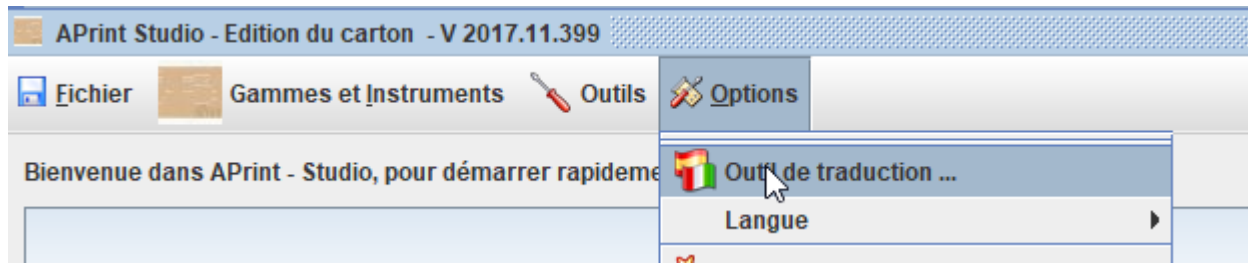 APrint Studio - Edition du carton - V 2017.11.399
Fichier Gammes et Instruments Outils Options
Bienvenue dans APrint - Studio, pour démarrer rapideme
Outil de traduction ...
Langue